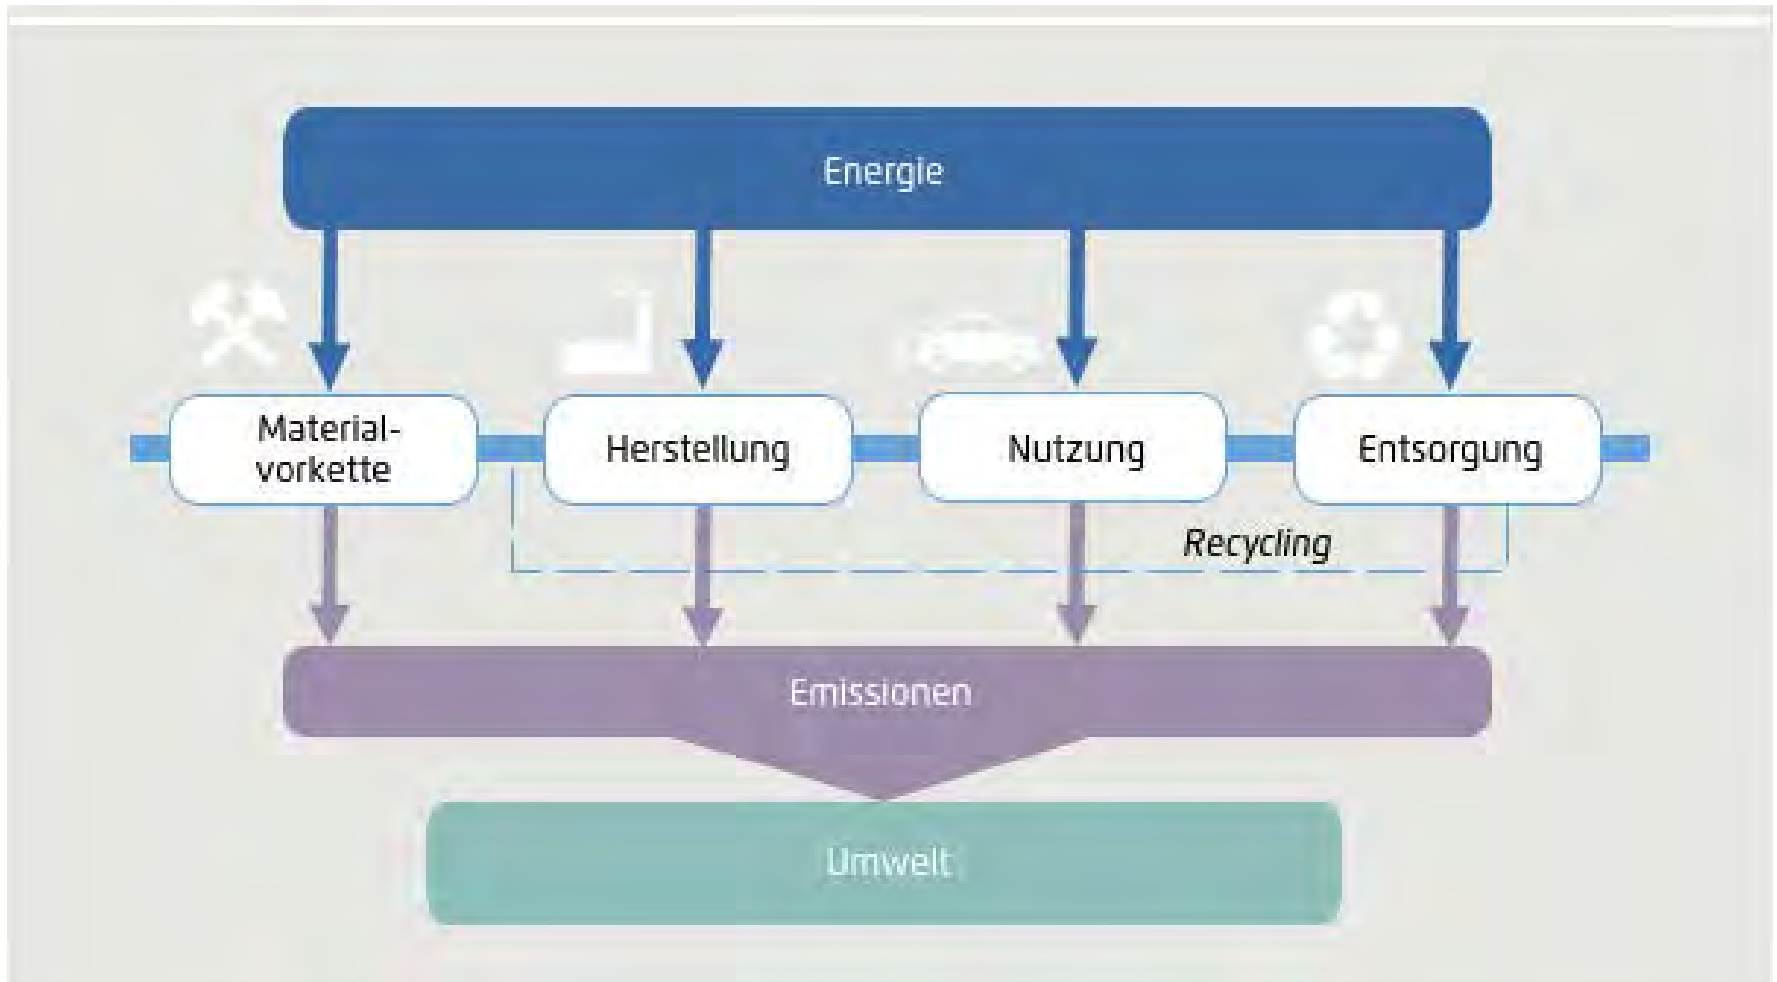 Energie
Material-
vorkette
Herstellung
Nutzung
Entsorgung
Recycling
Emissionen
Umwelt